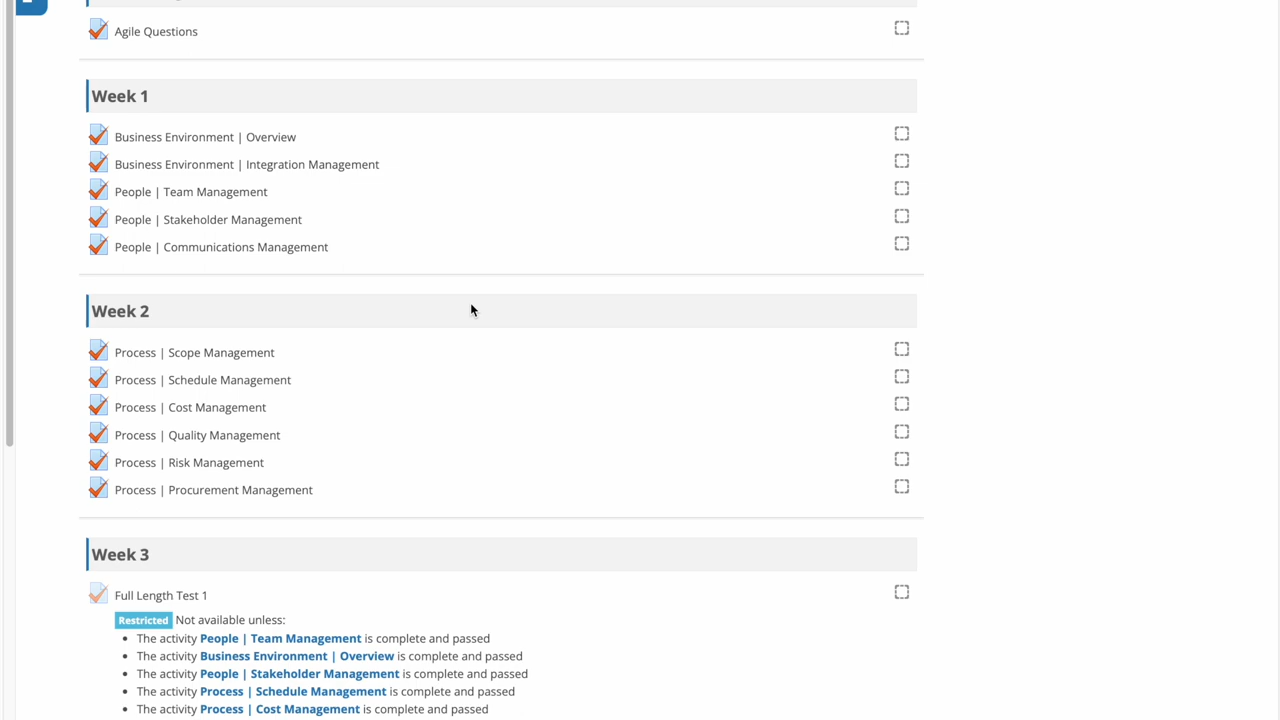 Agile Questions
Week 1
Business Environment | Overview
Business Environment | Integration Management
People | Team Management
People | Stakeholder Management
People | Communications Management
Week 2
Process | Scope Management
Process | Schedule Management
Process | Cost Management
Process | Quality Management
Process | Risk Management
Process | Procurement Management
Week 3
Full Length Test 1
Restricted Not available unless:
The activity People | Team Management is complete and passed
The activity Business Environment | Overview is complete and passed
The activity People | Stakeholder Management is complete and passed
The activity Process | Schedule Management is complete and passed
The activity Process | Cost Management is complete and passed